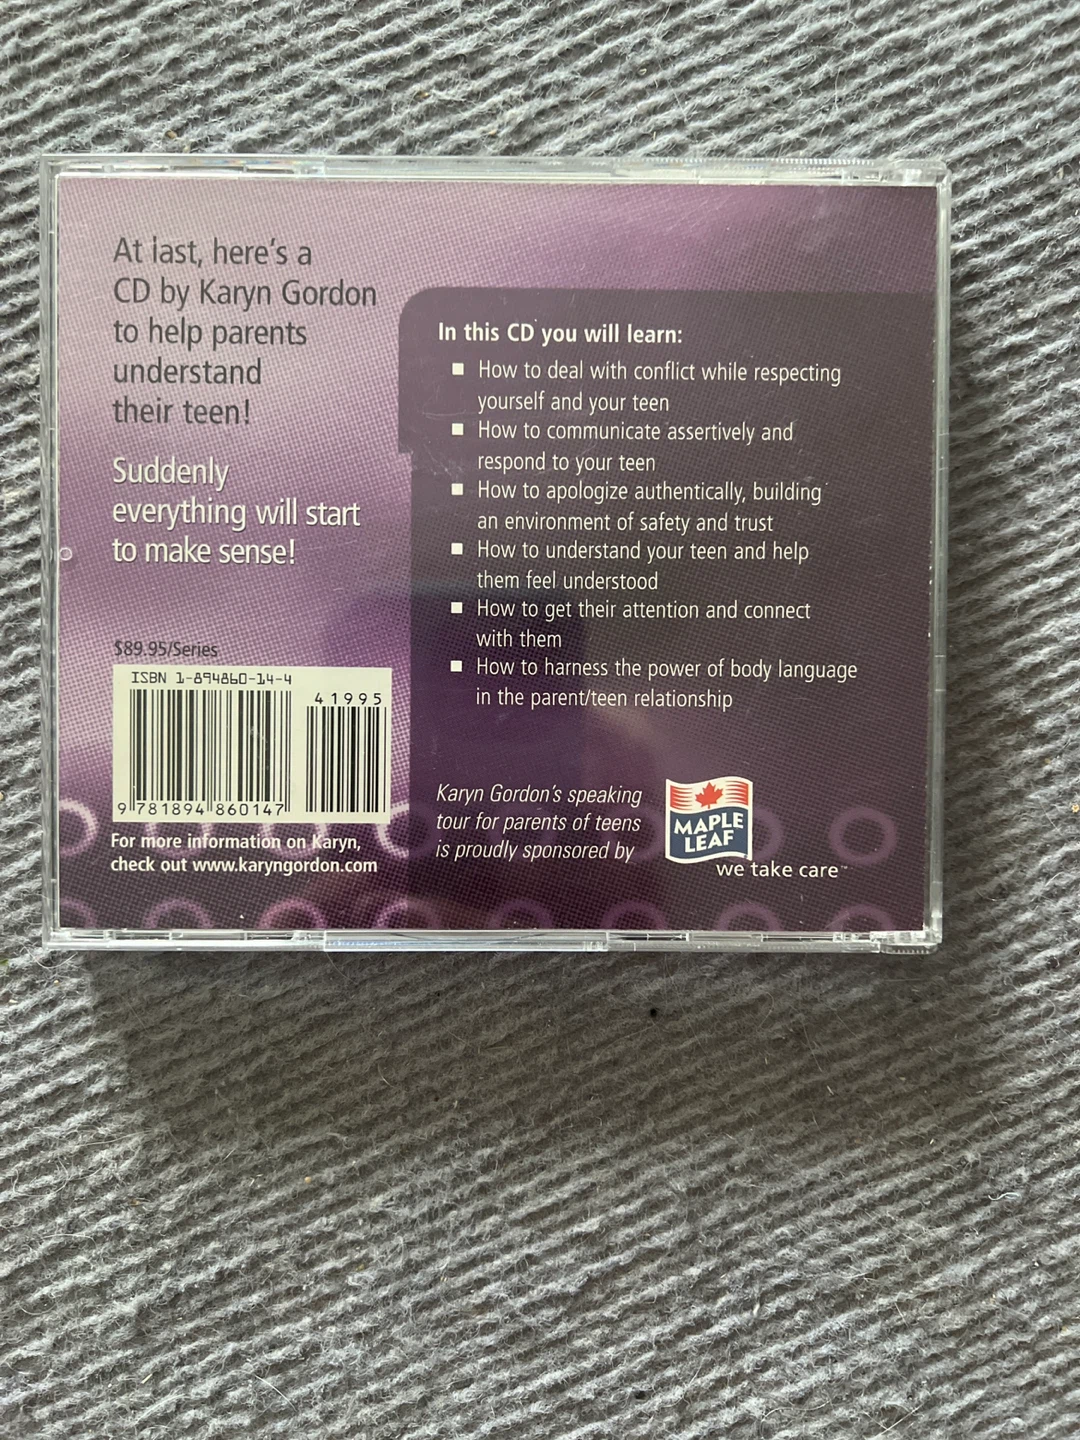 At last, here's a
CD by Karyn Gordon
to help parents
understand
their teen!
Suddenly
everything will start
to make sense!
$89.95/Series
ISBN 1-894860-14-4
41995
9 781894 860147
For more information on Karyn,
check out www.karyngordon.com
In this CD you will learn:
How to deal with conflict while respecting
yourself and your teen
How to communicate assertively and
respond to your teen
How to apologize authentically, building
an environment of safety and trust
How to understand your teen and help
them feel understood
How to get their attention and connect
with them
How to harness the power of body language
in the parent/teen relationship
Karyn Gordon's speaking
tour for parents of teens
is proudly sponsored by
MAPLE
LEAF
we take care™